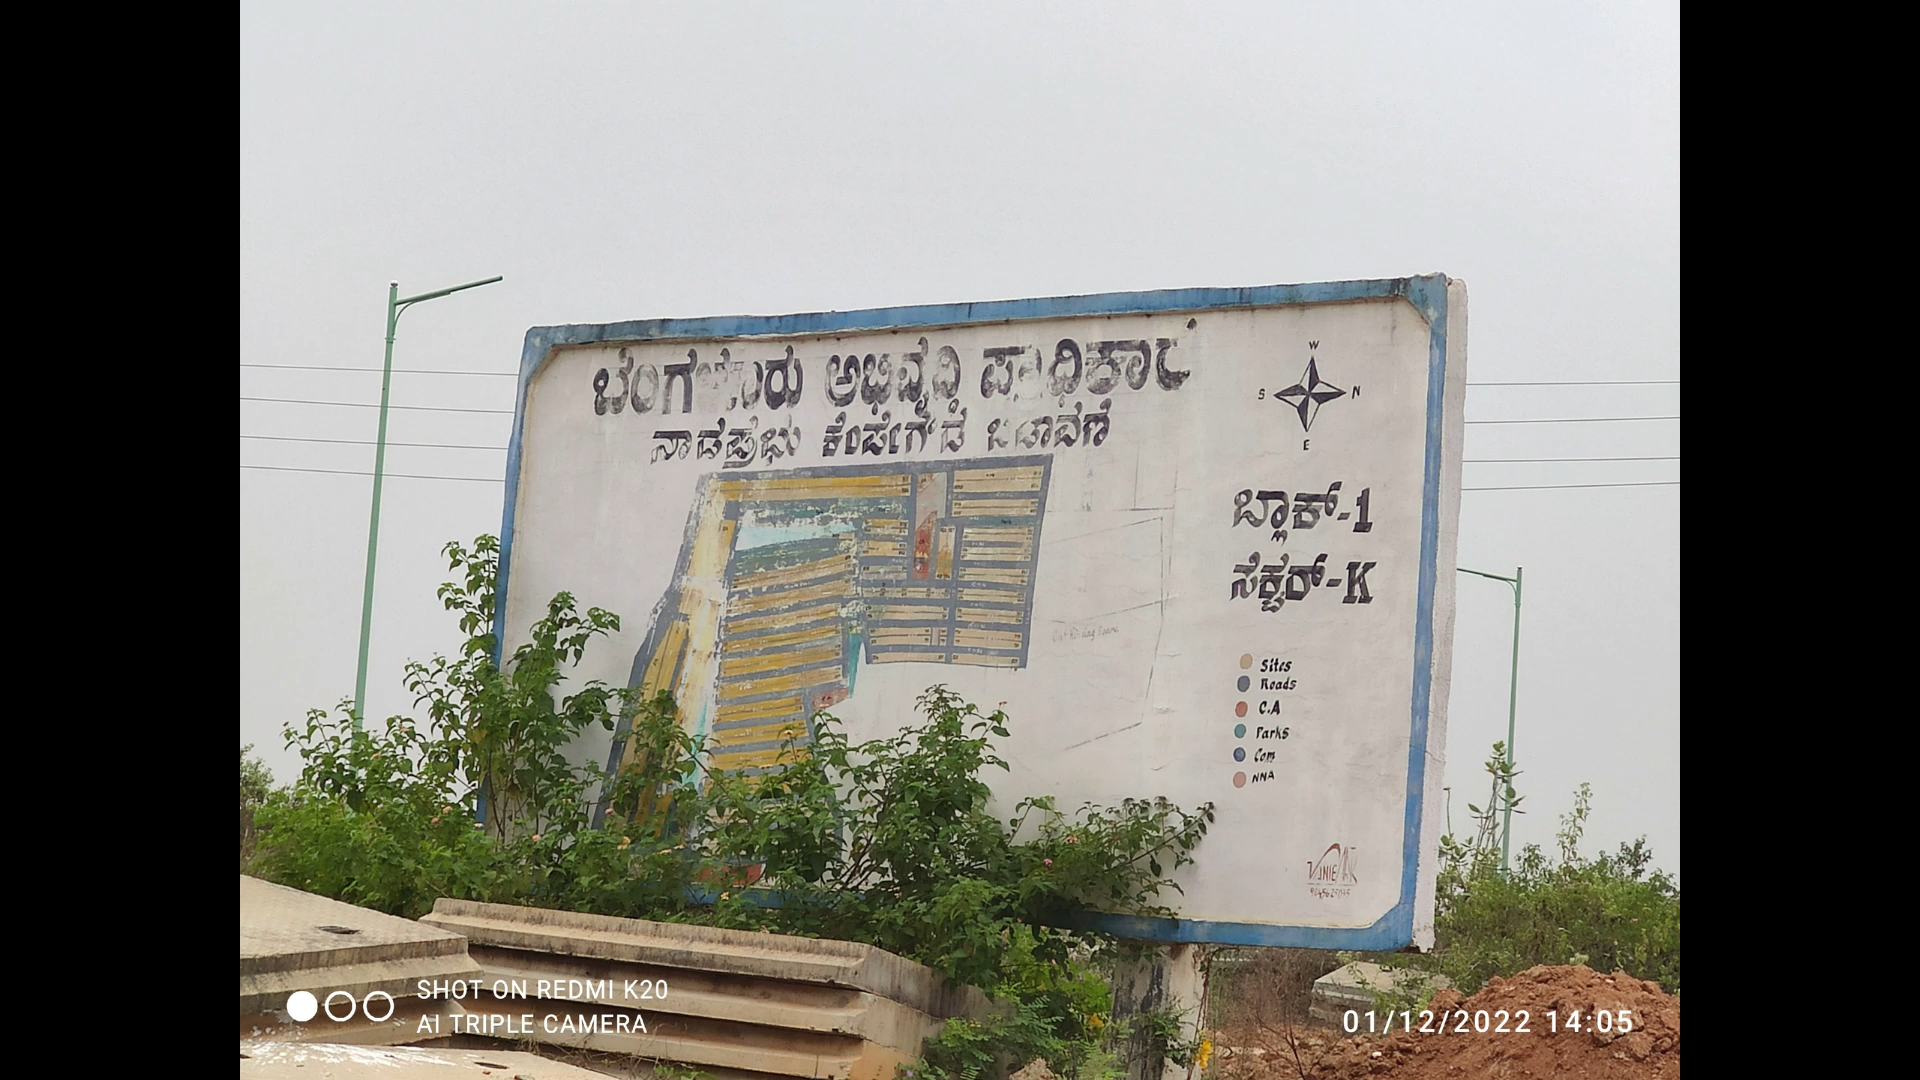 ಬೆಂಗಳೂರು ಅಭಿವೃದ್ಧಿ ಪ್ರಾಧಿಕಾರ
ನಾಡಪ್ರಭು ಕೆಂಪೇಗೌಡ ಬಡಾವಣೆ
W
S N
E
ಬ್ಲಾಕ್-1
ಸೆಕ್ಟರ್-K
Sites
Roads
C.A
Parks
Com
NNA
SHOT ON REDMI K20
AI TRIPLE CAMERA
01/12/2022 14:05